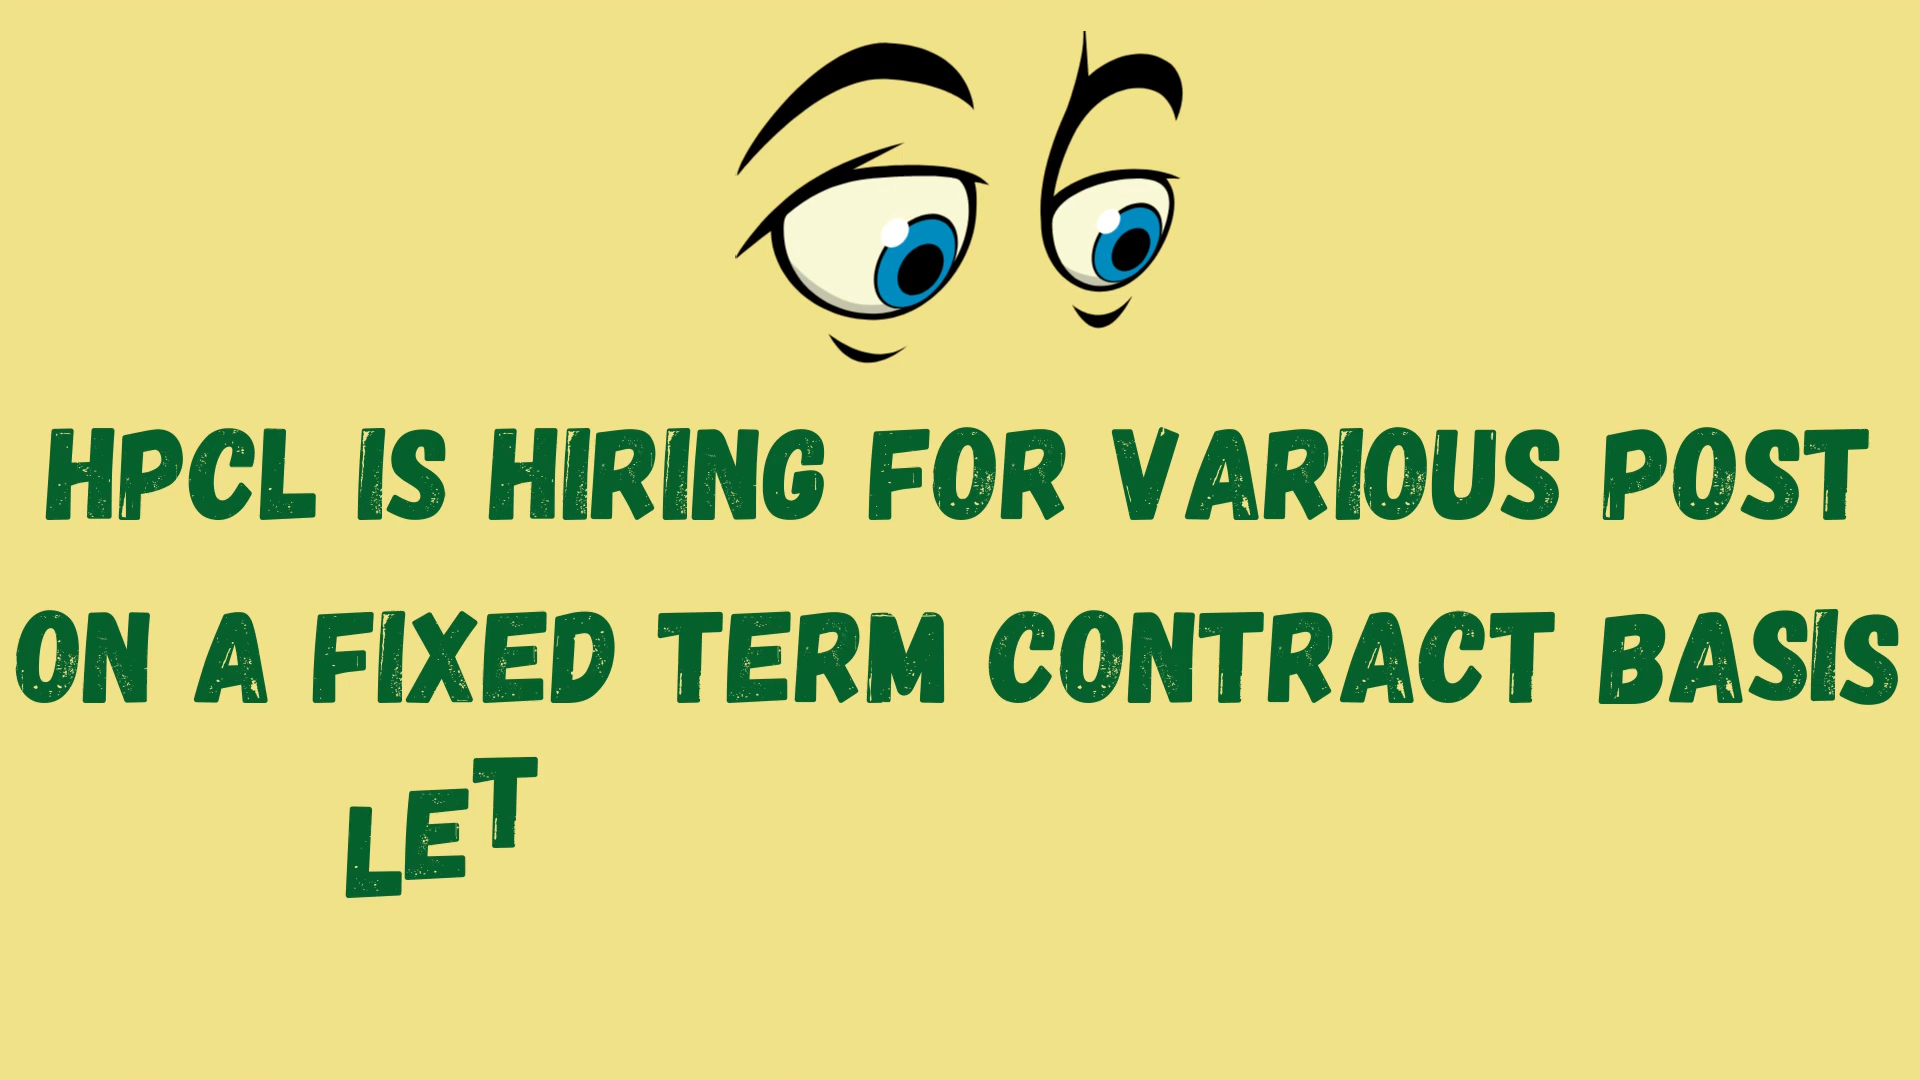 HPCL IS HIRING FOR VARIOUS POST
ON A FIXED TERM CONTRACT BASIS
LET